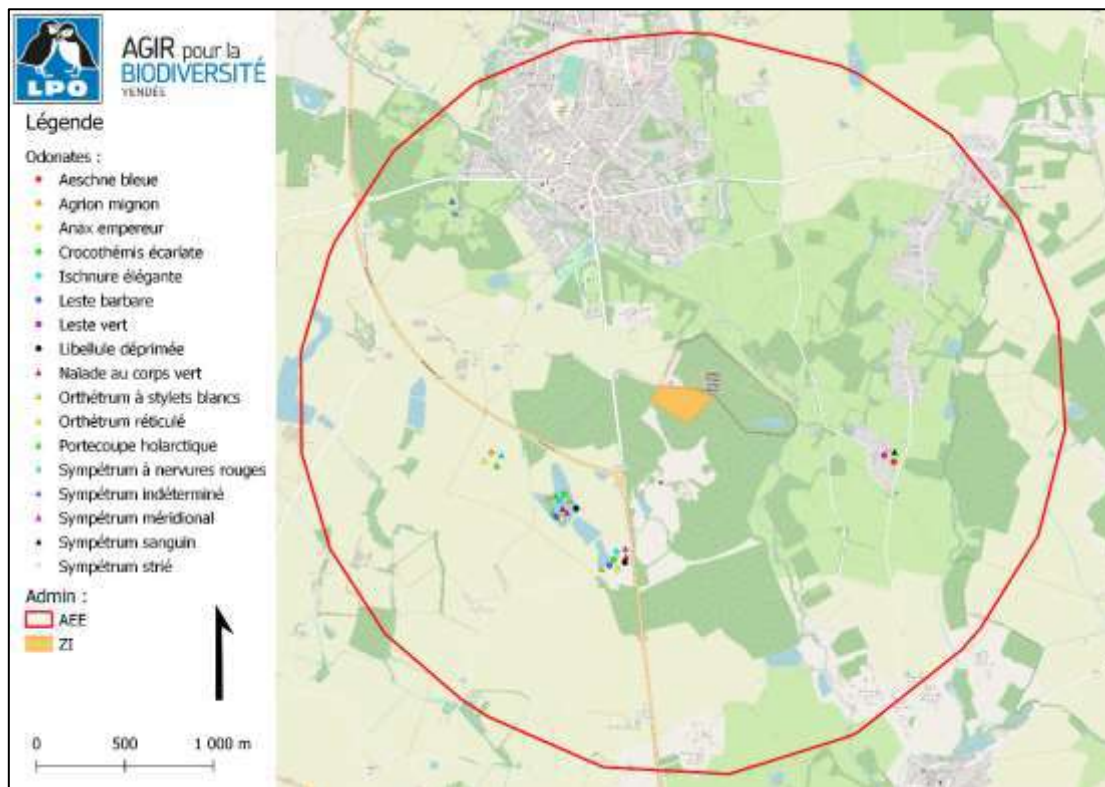 LPO
AGIR pour la
BIODIVERSITÉ
VENDÉE
Légende
Odonates :
Aeschne bleue
Agrion mignon
Anax empereur
Crocothémis écarlate
Ischnure élégante
Leste barbare
Leste vert
Libellule déprimée
Naïade au corps vert
Orthétrum à stylets blancs
Orthétrum réticulé
Portecoupe holarctique
Sympétrum à nervures rouges
Sympétrum indéterminé
Sympétrum méridional
Sympétrum sanguin
Sympétrum strié
Admin :
AEE
ZI
0 500 1 000 m